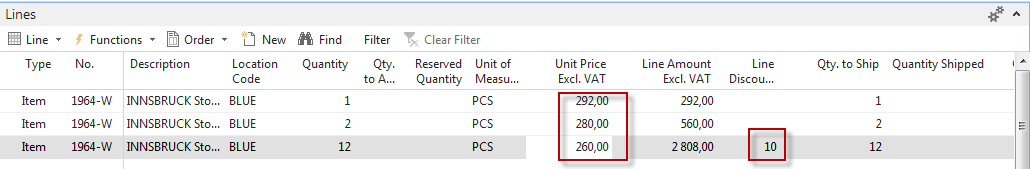 Lines
Line Functions Order New Find Filter Clear Filter
Type No. Description Location Code Quantity Qty. to A... Reserved Quantity Unit of Measu... Unit Price Excl. VAT Line Amount Excl. VAT Line Discou... Qty. to Ship Quantity Shipped
Item 1964-W INNSBRUCK Sto... BLUE 1 PCS 292,00 292,00 1
Item 1964-W INNSBRUCK Sto... BLUE 2 PCS 280,00 560,00 2
Item 1964-W INNSBRUCK Sto... BLUE 12 PCS 260,00 2 808,00 10 12